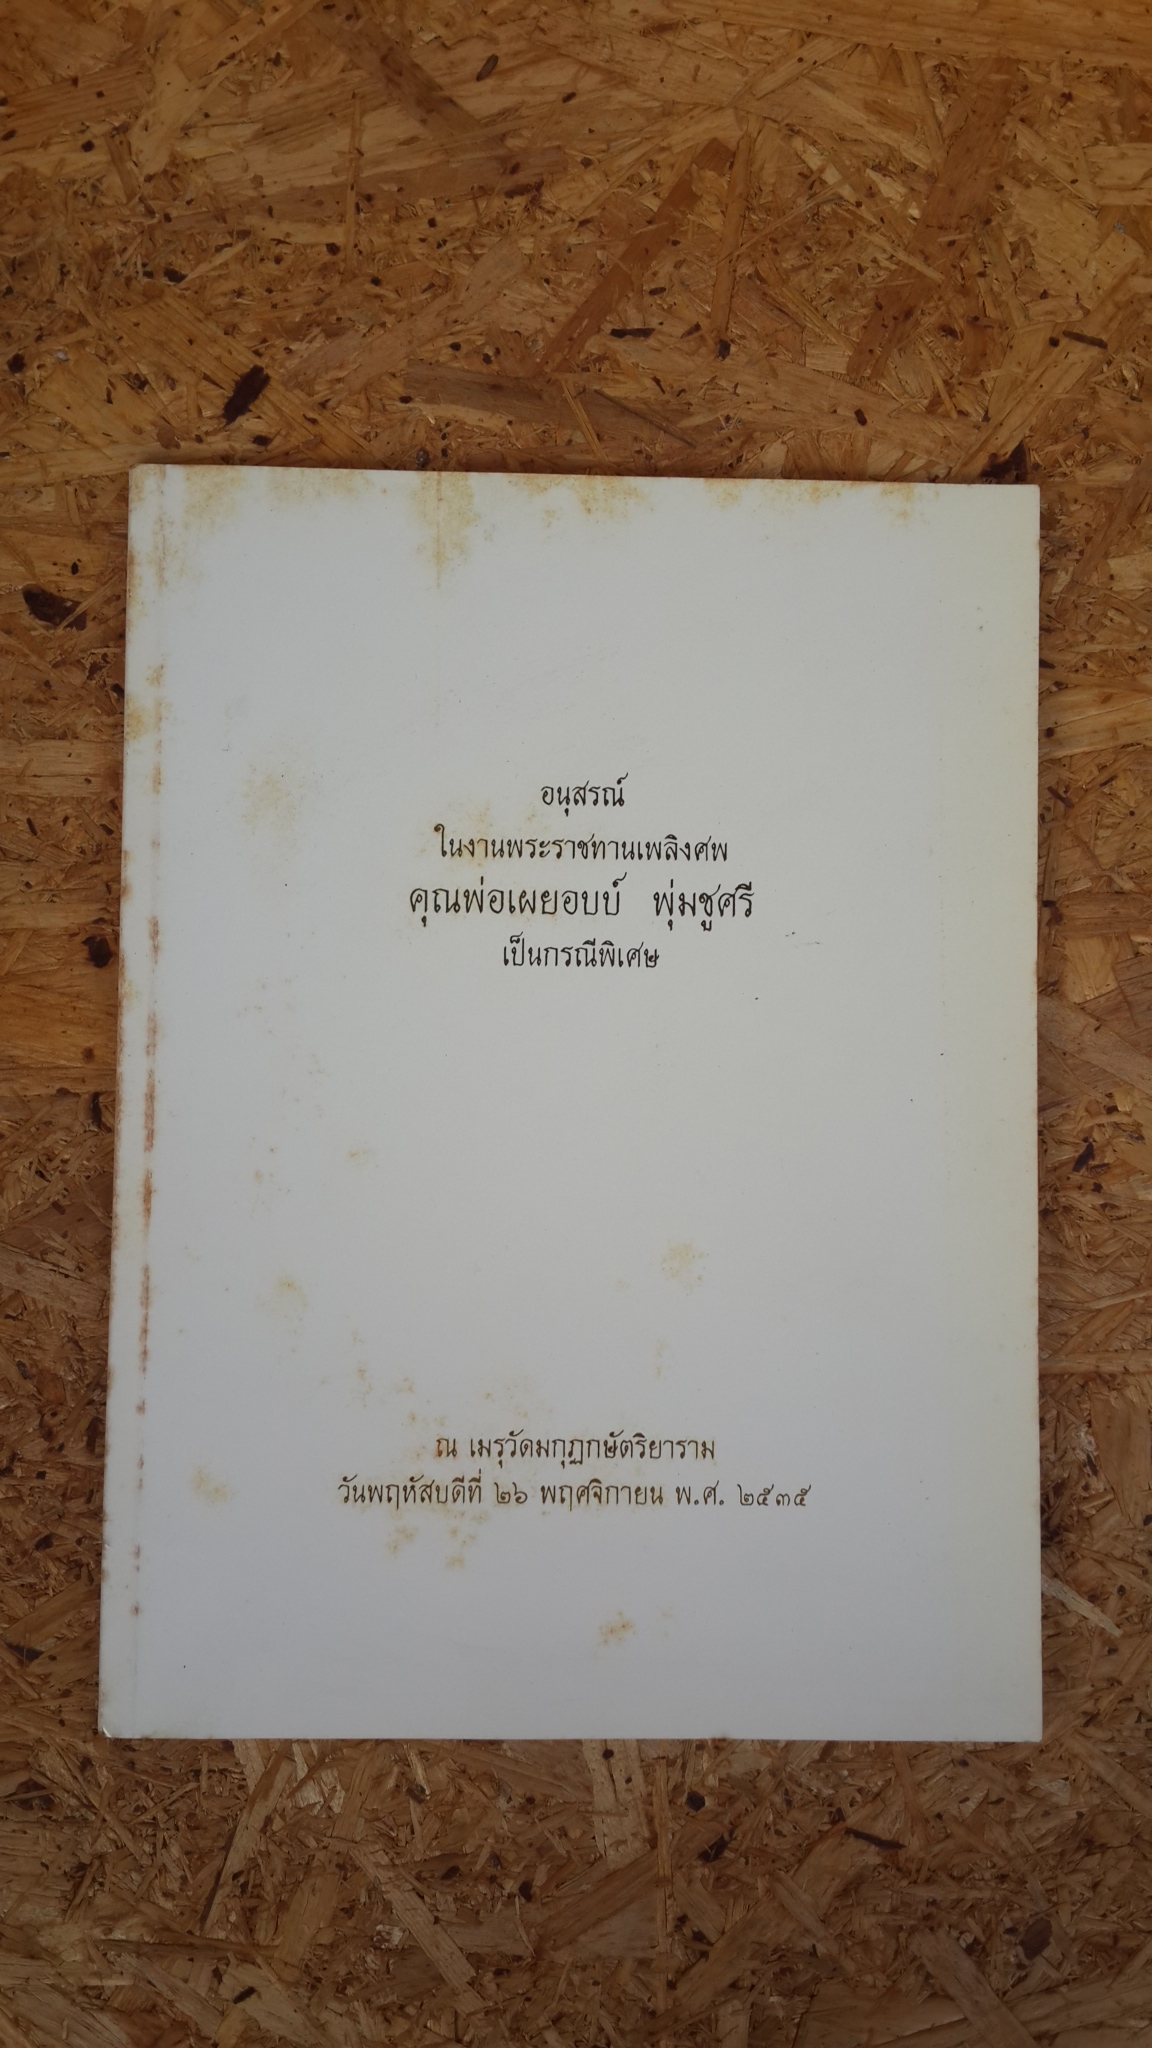 อนุสรณ์
ในงานพระราชทานเพลิงศพ
คุณพ่อเผยอบบ์ พุ่มชูศรี
เป็นกรณีพิเศษ
ณ เมรุวัดมกุฏกษัตริยาราม
วันพฤหัสบดีที่ ๒๖ พฤศจิกายน พ.ศ. ๒๕๓๕